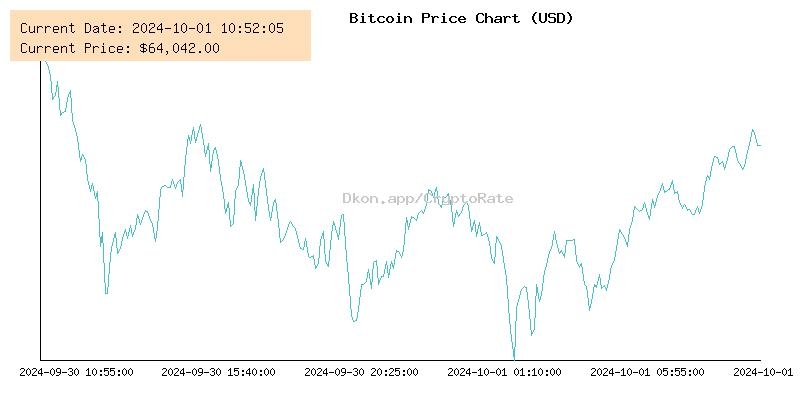 Bitcoin Price Chart (USD)
Current Date: 2024-10-01 10:52:05
Current Price: $64,042.00
Dkon.app/CryptoRate
2024-09-30 10:55:00 2024-09-30 15:40:00 2024-09-30 20:25:00 2024-10-01 01:10:00 2024-10-01 05:55:00 2024-10-01